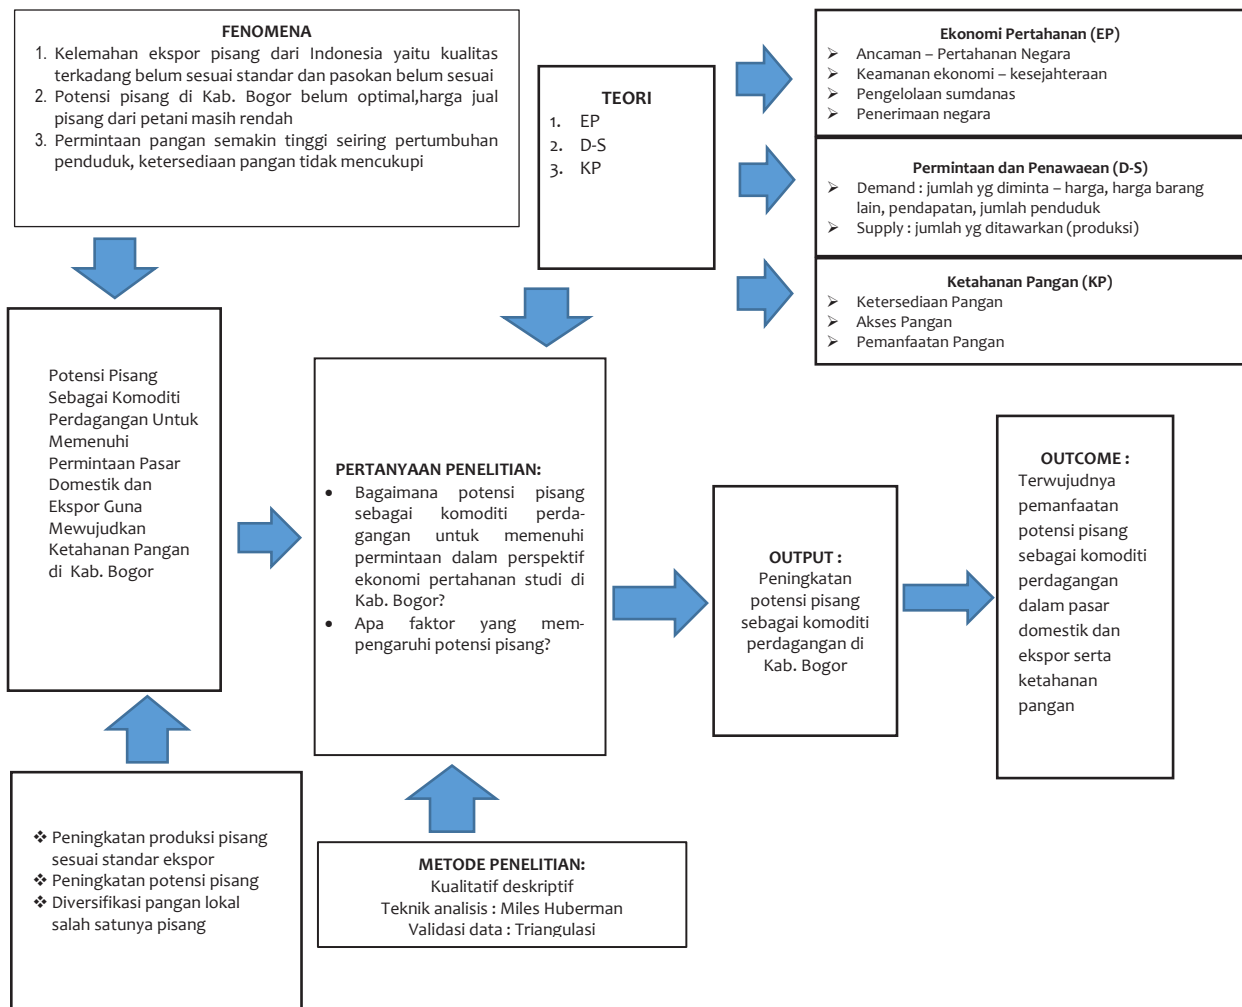 FENOMENA
1. Kelemahan ekspor pisang dari Indonesia yaitu kualitas
terkadang belum sesuai standar dan pasokan belum sesuai
2. Potensi pisang di Kab. Bogor belum optimal,harga jual
pisang dari petani masih rendah
3. Permintaan pangan semakin tinggi seiring pertumbuhan
penduduk, ketersediaan pangan tidak mencukupi
TEORI
1. EP
2. D-S
3. KP
Ekonomi Pertahanan (EP)
➢ Ancaman – Pertahanan Negara
➢ Keamanan ekonomi – kesejahteraan
➢ Pengelolaan sumdanas
➢ Penerimaan negara
Permintaan dan Penawaean (D-S)
➢ Demand : jumlah yg diminta – harga, harga barang
lain, pendapatan, jumlah penduduk
➢ Supply : jumlah yg ditawarkan (produksi)
Ketahanan Pangan (KP)
➢ Ketersediaan Pangan
➢ Akses Pangan
➢ Pemanfaatan Pangan
Potensi Pisang
Sebagai Komoditi
Perdagangan Untuk
Memenuhi
Permintaan Pasar
Domestik dan
Ekspor Guna
Mewujudkan
Ketahanan Pangan
di Kab. Bogor
PERTANYAAN PENELITIAN:
• Bagaimana potensi pisang
sebagai komoditi perda-
gangan untuk memenuhi
permintaan dalam perspektif
ekonomi pertahanan studi di
Kab. Bogor?
• Apa faktor yang mem-
pengaruhi potensi pisang?
OUTPUT :
Peningkatan
potensi pisang
sebagai komoditi
perdagangan di
Kab. Bogor
OUTCOME :
Terwujudnya
pemanfaatan
potensi pisang
sebagai komoditi
perdagangan
dalam pasar
domestik dan
ekspor serta
ketahanan
pangan
❖ Peningkatan produksi pisang
sesuai standar ekspor
❖ Peningkatan potensi pisang
❖ Diversifikasi pangan lokal
salah satunya pisang
METODE PENELITIAN:
Kualitatif deskriptif
Teknik analisis : Miles Huberman
Validasi data : Triangulasi